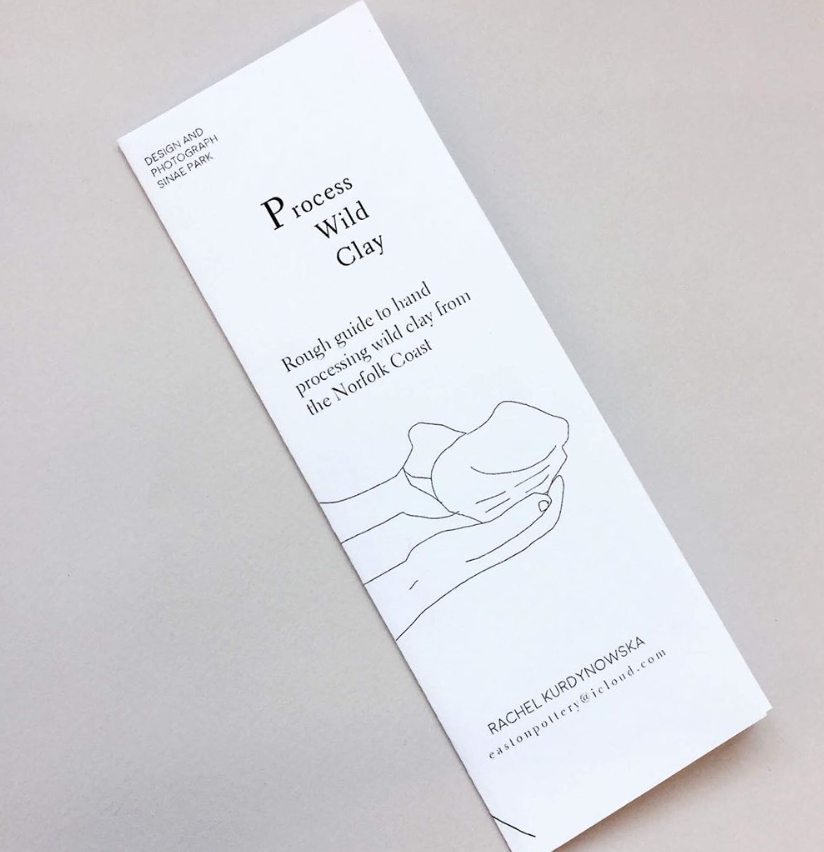 DESIGN AND
PHOTOGRAPH
SINAE PARK
Process
Wild
Clay
Rough guide to hand
processing wild clay from
the Norfolk Coast
RACHEL KURDYNOWSKA
eastonpottery@icloud.com